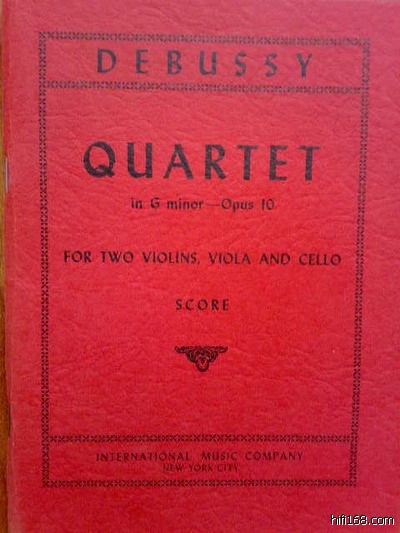 DEBUSSY
QUARTET
in G minor—Opus 10
FOR TWO VIOLINS, VIOLA AND CELLO
SCORE
INTERNATIONAL MUSIC COMPANY
NEW YORK CITY
hifi168.com